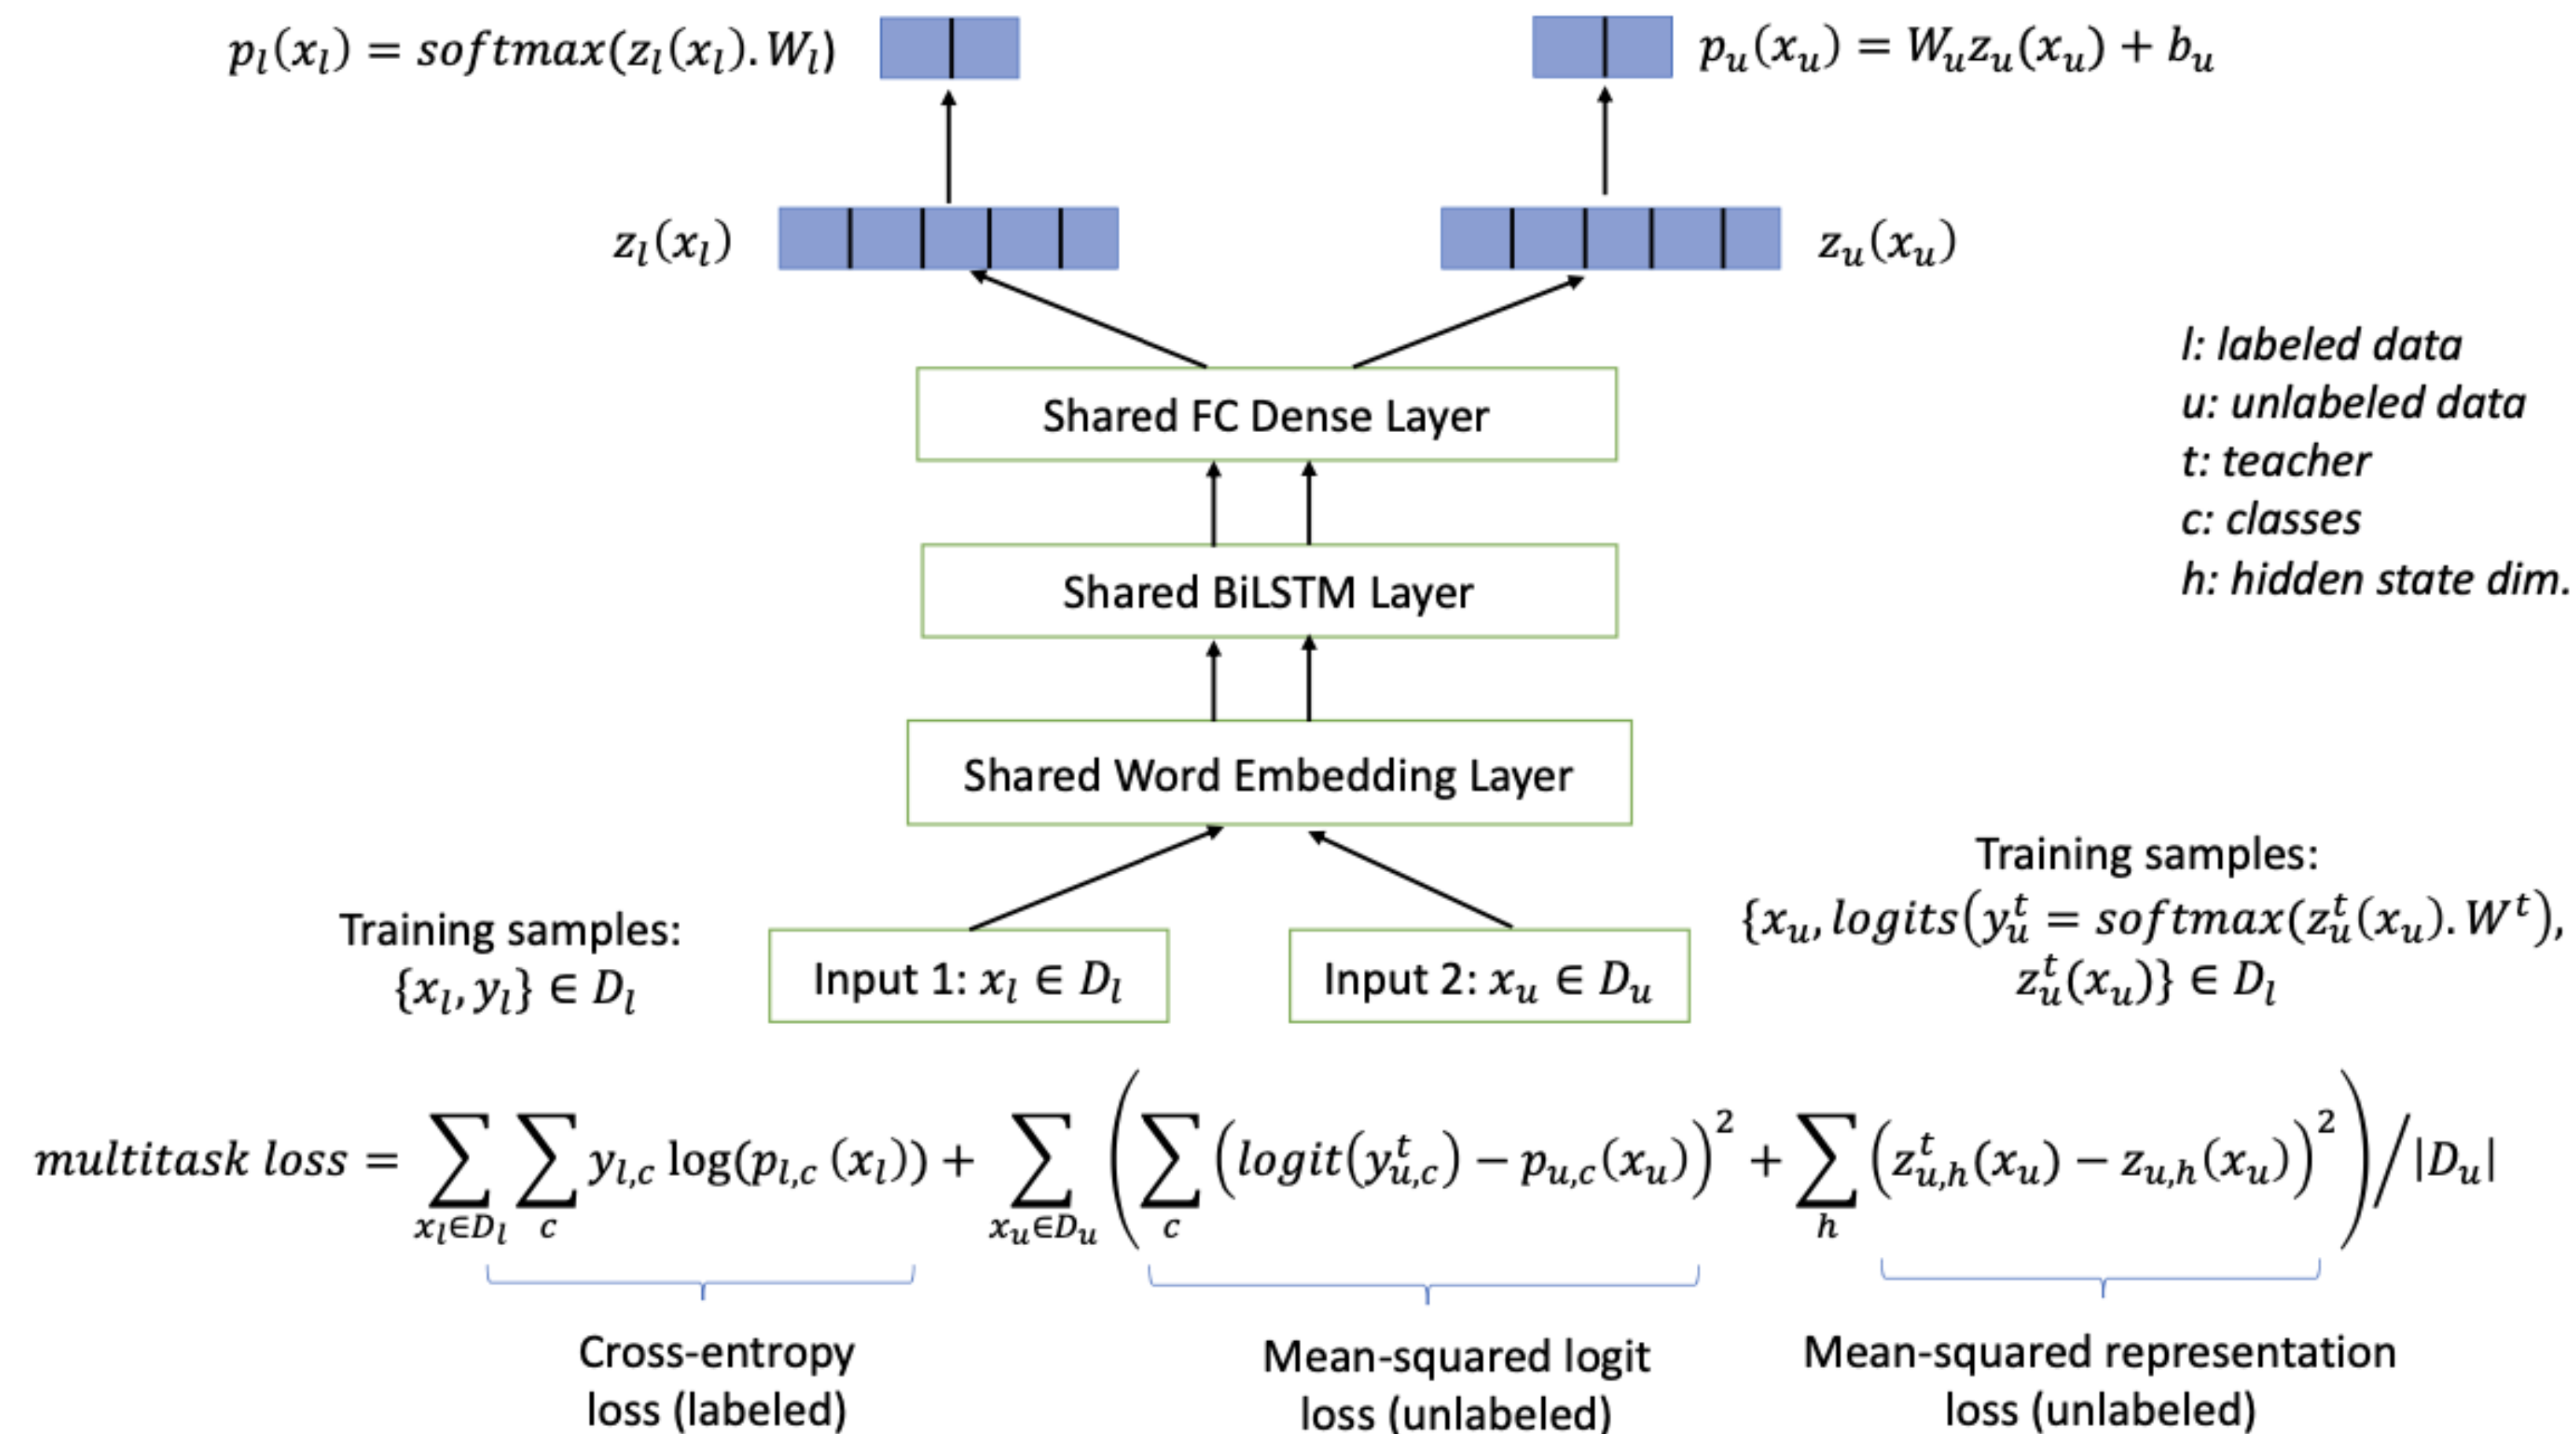 p_l(x_l) = softmax(z_l(x_l).W_l)
p_u(x_u) = W_u z_u(x_u) + b_u
z_l(x_l)
z_u(x_u)
l: labeled data
u: unlabeled data
t: teacher
c: classes
h: hidden state dim.
Shared FC Dense Layer
Shared BiLSTM Layer
Shared Word Embedding Layer
Training samples:
{x_l, y_l} ∈ D_l
Input 1: x_l ∈ D_l
Input 2: x_u ∈ D_u
Training samples:
{x_u, logits(y_u^t = softmax(z_u^t(x_u).W^t),
z_u^t(x_u)} ∈ D_l
multitask loss = ∑_{x_l∈D_l} ∑_c y_{l,c} log(p_{l,c} (x_l)) + ∑_{x_u∈D_u} (∑_c (logit(y_{u,c}^t) − p_{u,c}(x_u))^2 + ∑_h (z_{u,h}^t(x_u) − z_{u,h}(x_u))^2) / |D_u|
Cross-entropy
loss (labeled)
Mean-squared logit
loss (unlabeled)
Mean-squared representation
loss (unlabeled)